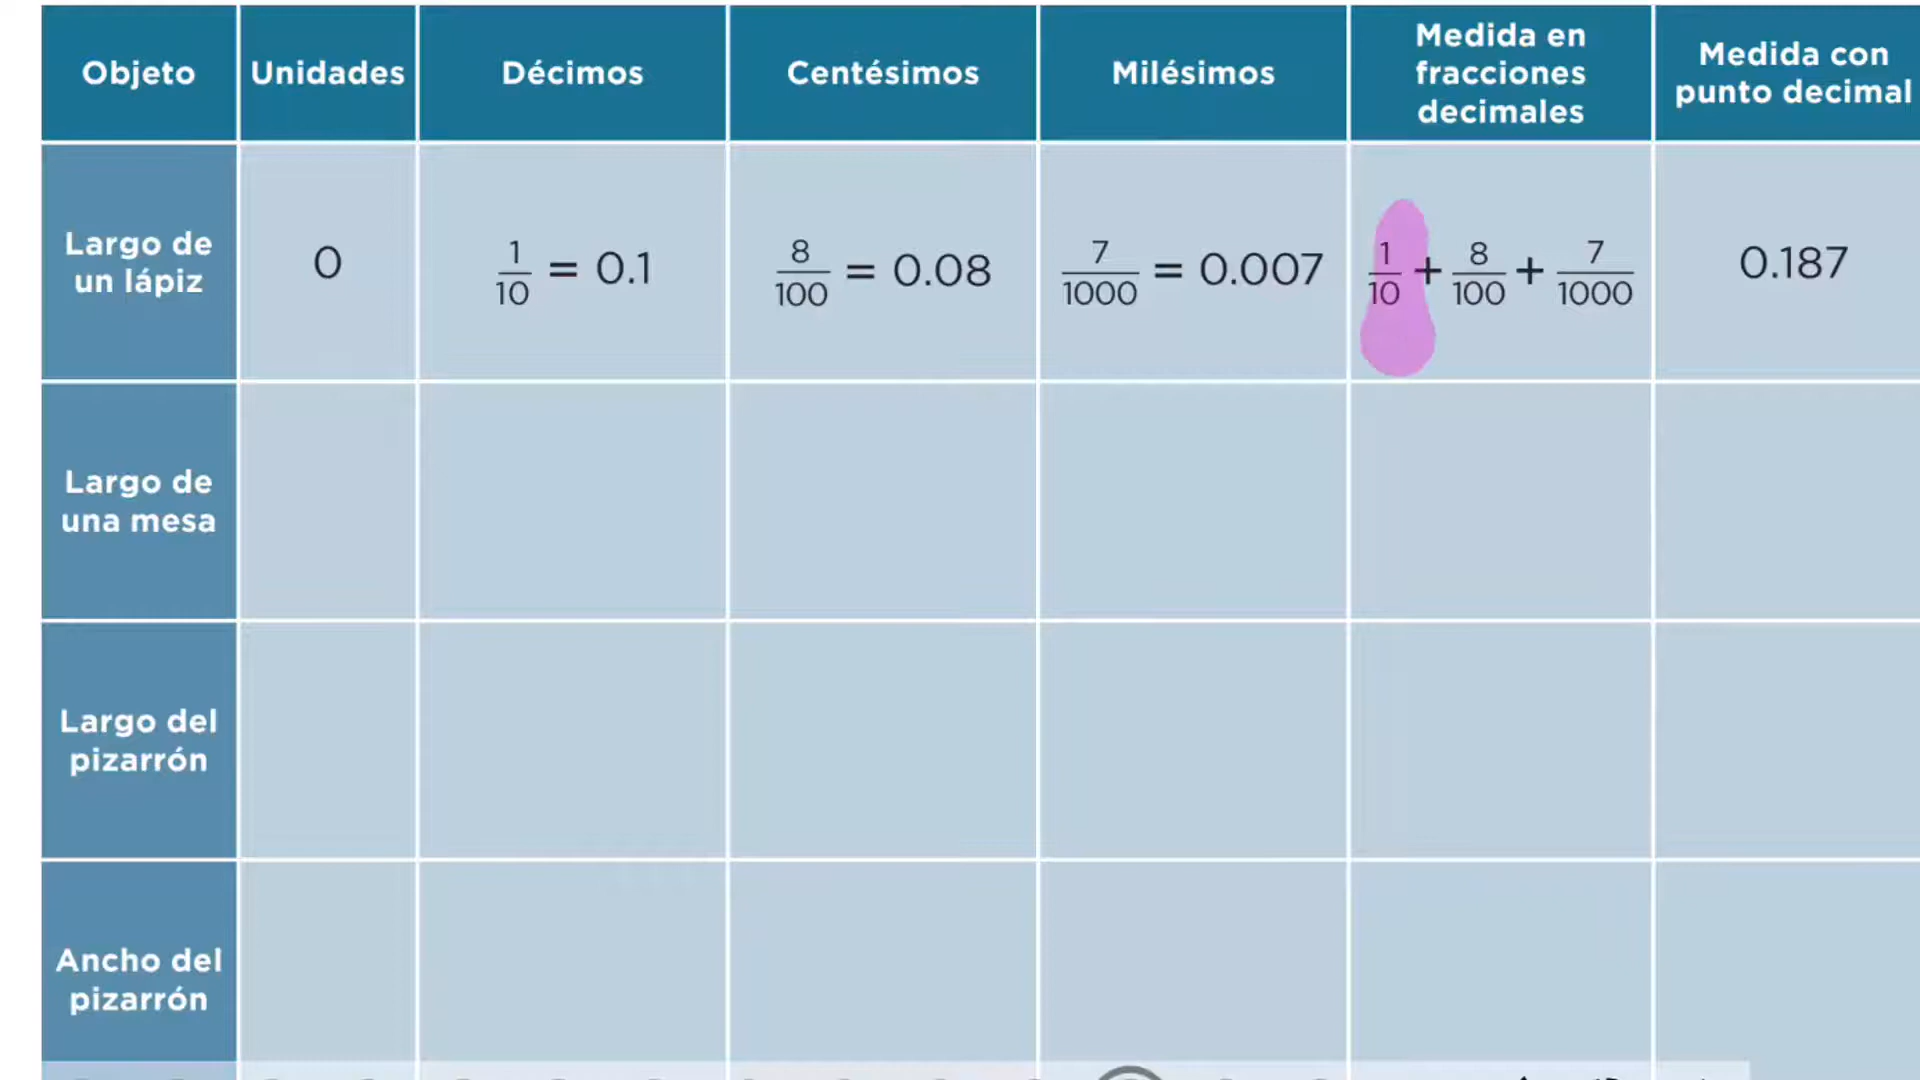 Objeto
Unidades
Décimos
Centésimos
Milésimos
Medida en
fracciones
decimales
Medida con
punto decimal
Largo de
un lápiz
0
1/10 = 0.1
8/100 = 0.08
7/1000 = 0.007
1/10 + 8/100 + 7/1000
0.187
Largo de
una mesa
Largo del
pizarrón
Ancho del
pizarrón